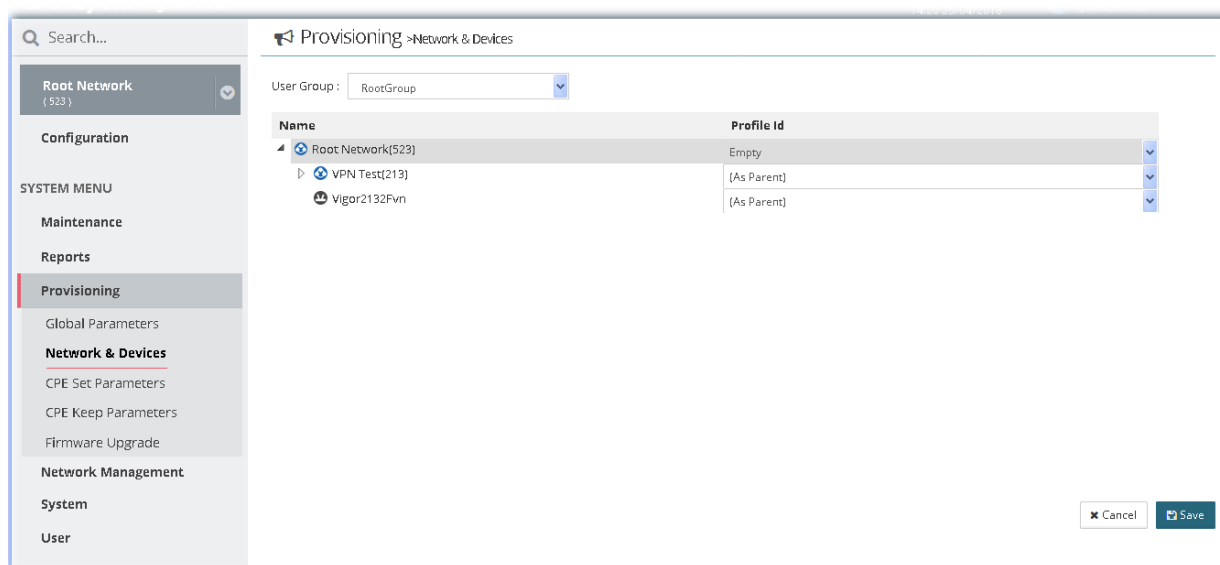 Search...
Root Network
(523)
Configuration
SYSTEM MENU
Maintenance
Reports
Provisioning
Global Parameters
Network & Devices
CPE Set Parameters
CPE Keep Parameters
Firmware Upgrade
Network Management
System
User
Provisioning >Network & Devices
User Group : RootGroup
Name Profile Id
Root Network[523] Empty
VPN Test[213] [As Parent]
Vigor2132Fvn [As Parent]
Cancel Save